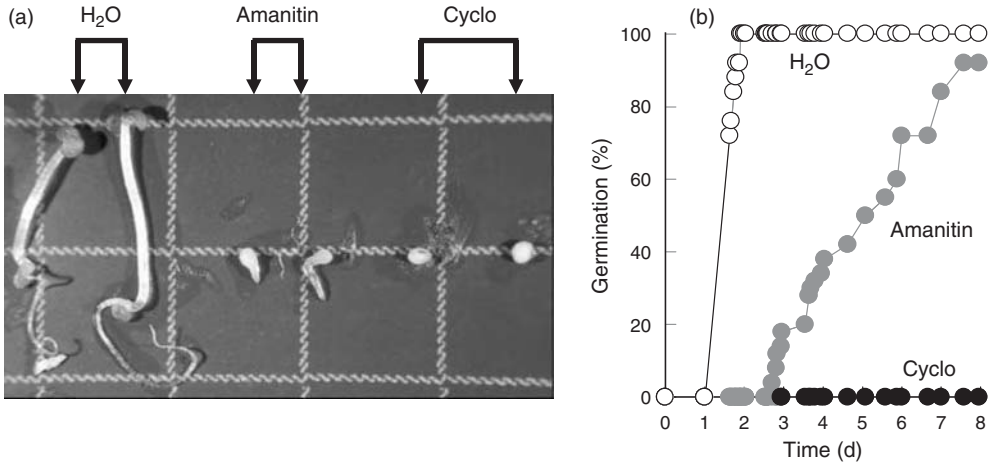 (a)
H₂O
Amanitin
Cyclo
(b)
100
80
60
40
20
0
Germination (%)
H₂O
Amanitin
Cyclo
0 1 2 3 4 5 6 7 8
Time (d)